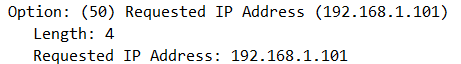 Option: (50) Requested IP Address (192.168.1.101)
Length: 4
Requested IP Address: 192.168.1.101